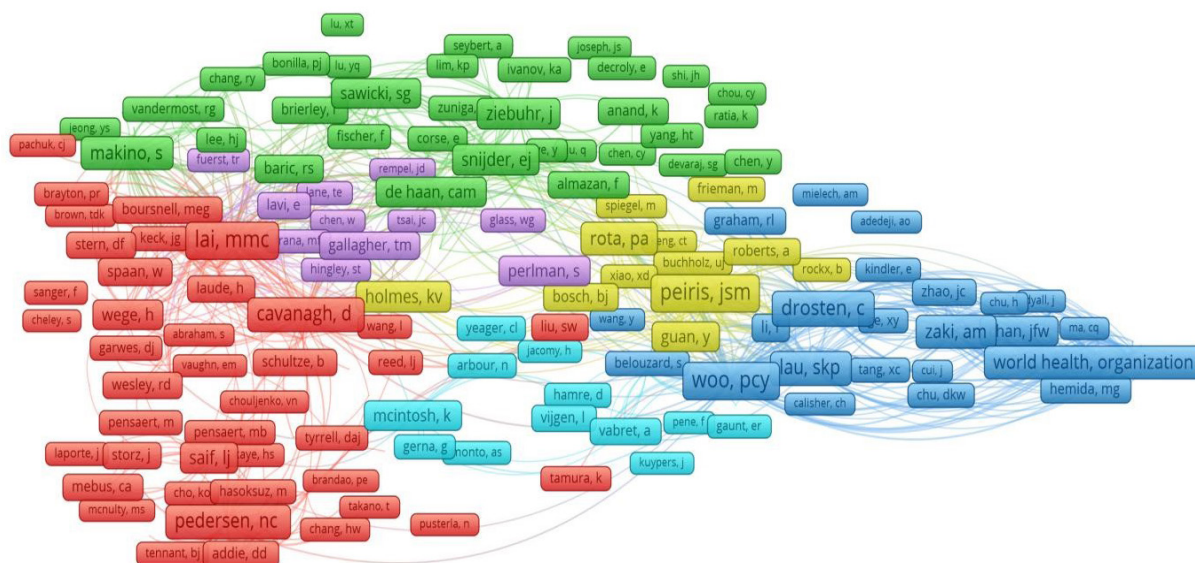 lu, xt
seybert, a
joseph, js
bonilla, pj
lu, yq
lim, kp
ivanov, ka
decroly, e
chang, ry
shi, jh
sawicki, sg
chou, cy
vandermost, rg
brierley,
zuniga,
ziebuhr, j
anand, k
ratia, k
jeong, ys
lee, hj
fischer, f
corse, e
yang, ht
pachuk, cj
makino, s
fuerst, tr
snijder, ej
chen, cy
devaraj, sg
chen, y
baric, rs
rempel, jd
brayton, pr
lane, te
de haan, cam
almazan, f
frieman, m
mielech, am
brown, tdk
boursnell, meg
lavi, e
chen, w
tsai, jc
glass, wg
spiegel, m
graham, rl
adedeji, ao
stern, df
keck, jg
lai, mmc
gallagher, tm
rota, pa
roberts, a
spaan, w
hingley, st
perlman, s
xiao, xd
buchholz, uj
rockx, b
kindler, e
sanger, f
laude, h
holmes, kv
bosch, bj
peiris, jsm
zhao, jc
chu, h
cheley, s
wege, h
cavanagh, d
wang, l
yeager, cl
liu, sw
wang, y
guan, y
drosten, c
zaki, am
han, jfw
ma, cq
abraham, s
garwes, dj
vaughn, em
schultze, b
reed, lj
arbour, n
jacomy, h
belouzard, s
woo, pcy
lau, skp
tang, xc
cui, j
world health, organization
wesley, rd
hamre, d
chu, dkw
hemida, mg
chouljenko, vn
calisher, ch
pensaert, m
mcintosh, k
vijgen, l
vabret, a
pene, f
gaunt, er
pensaert, mb
tyrrell, daj
gerna, g
monto, as
laporte, j
storz, j
saif, lj
kuypers, j
mebus, ca
cho, ko
hasoksuz, m
brandao, pe
tamura, k
mcnulty, ms
takano, t
pedersen, nc
chang, hw
pusterla, n
tennant, bj
addie, dd